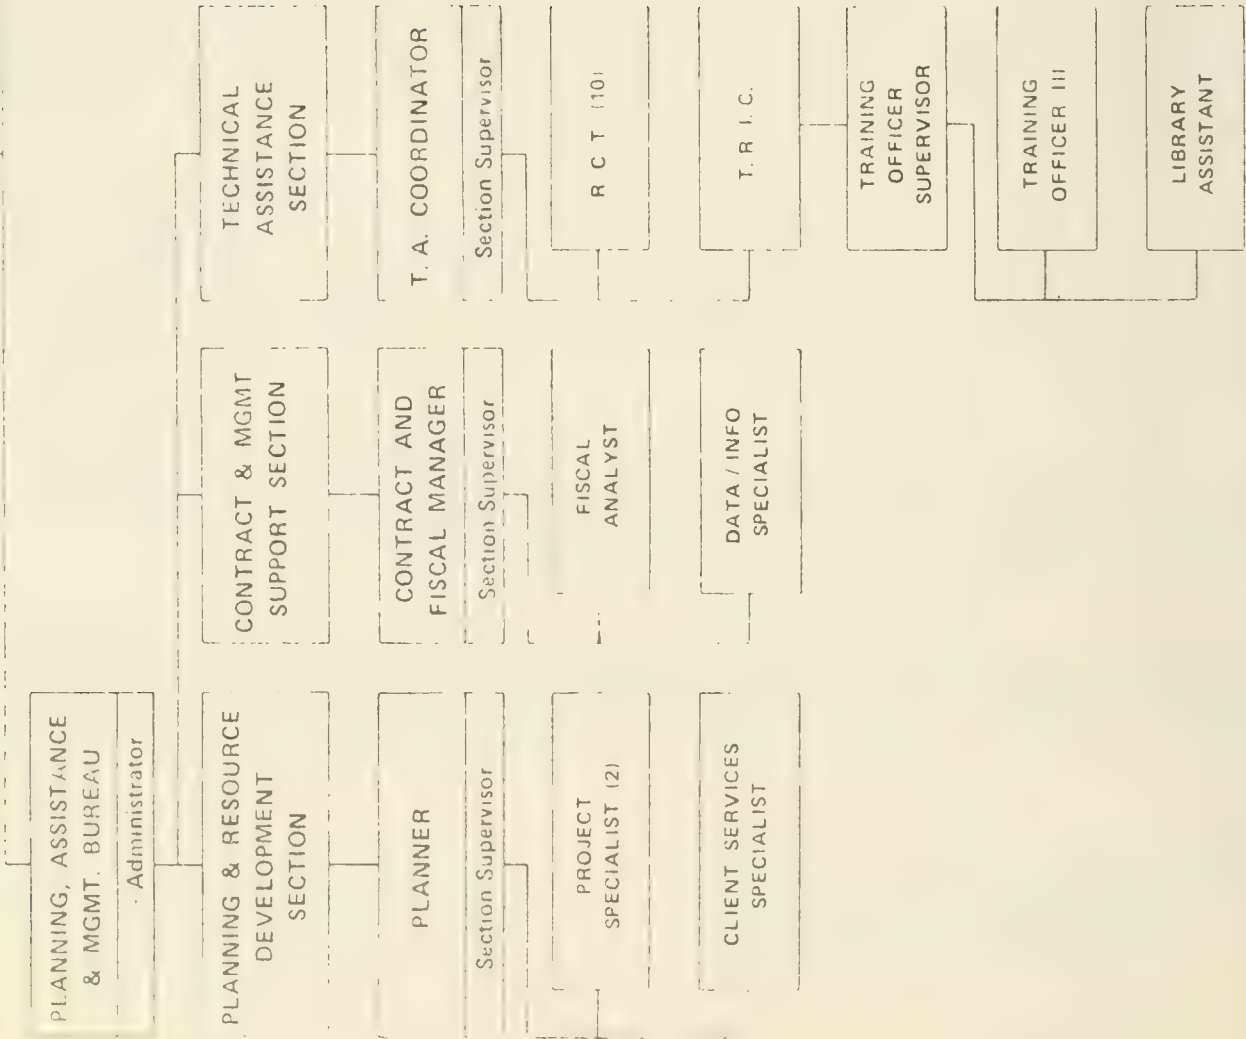 PLANNING, ASSISTANCE
& MGMT. BUREAU
Administrator
PLANNING & RESOURCE
DEVELOPMENT
SECTION
PLANNER
Section Supervisor
PROJECT
SPECIALIST (2)
CLIENT SERVICES
SPECIALIST
CONTRACT & MGMT
SUPPORT SECTION
CONTRACT AND
FISCAL MANAGER
Section Supervisor
FISCAL
ANALYST
DATA / INFO
SPECIALIST
TECHNICAL
ASSISTANCE
SECTION
T. A. COORDINATOR
Section Supervisor
R C T (10)
T. R I. C.
TRAINING
OFFICER
SUPERVISOR
TRAINING
OFFICER III
LIBRARY
ASSISTANT